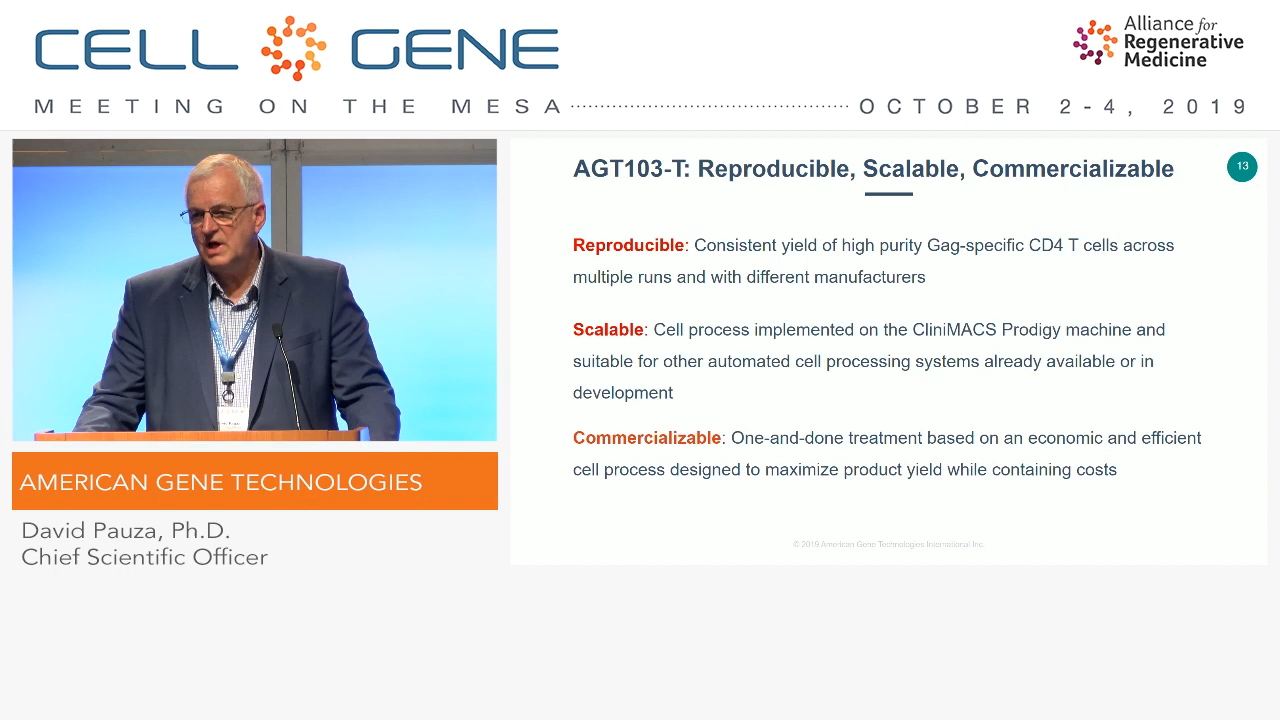 CELL GENE
MEETING ON THE MESA
OCTOBER 2-4, 2019
Alliance for
Regenerative
Medicine
AGT103-T: Reproducible, Scalable, Commercializable
13
Reproducible: Consistent yield of high purity Gag-specific CD4 T cells across
multiple runs and with different manufacturers
Scalable: Cell process implemented on the CliniMACS Prodigy machine and
suitable for other automated cell processing systems already available or in
development
Commercializable: One-and-done treatment based on an economic and efficient
cell process designed to maximize product yield while containing costs
© 2019 American Gene Technologies International Inc.
AMERICAN GENE TECHNOLOGIES
David Pauza, Ph.D.
Chief Scientific Officer